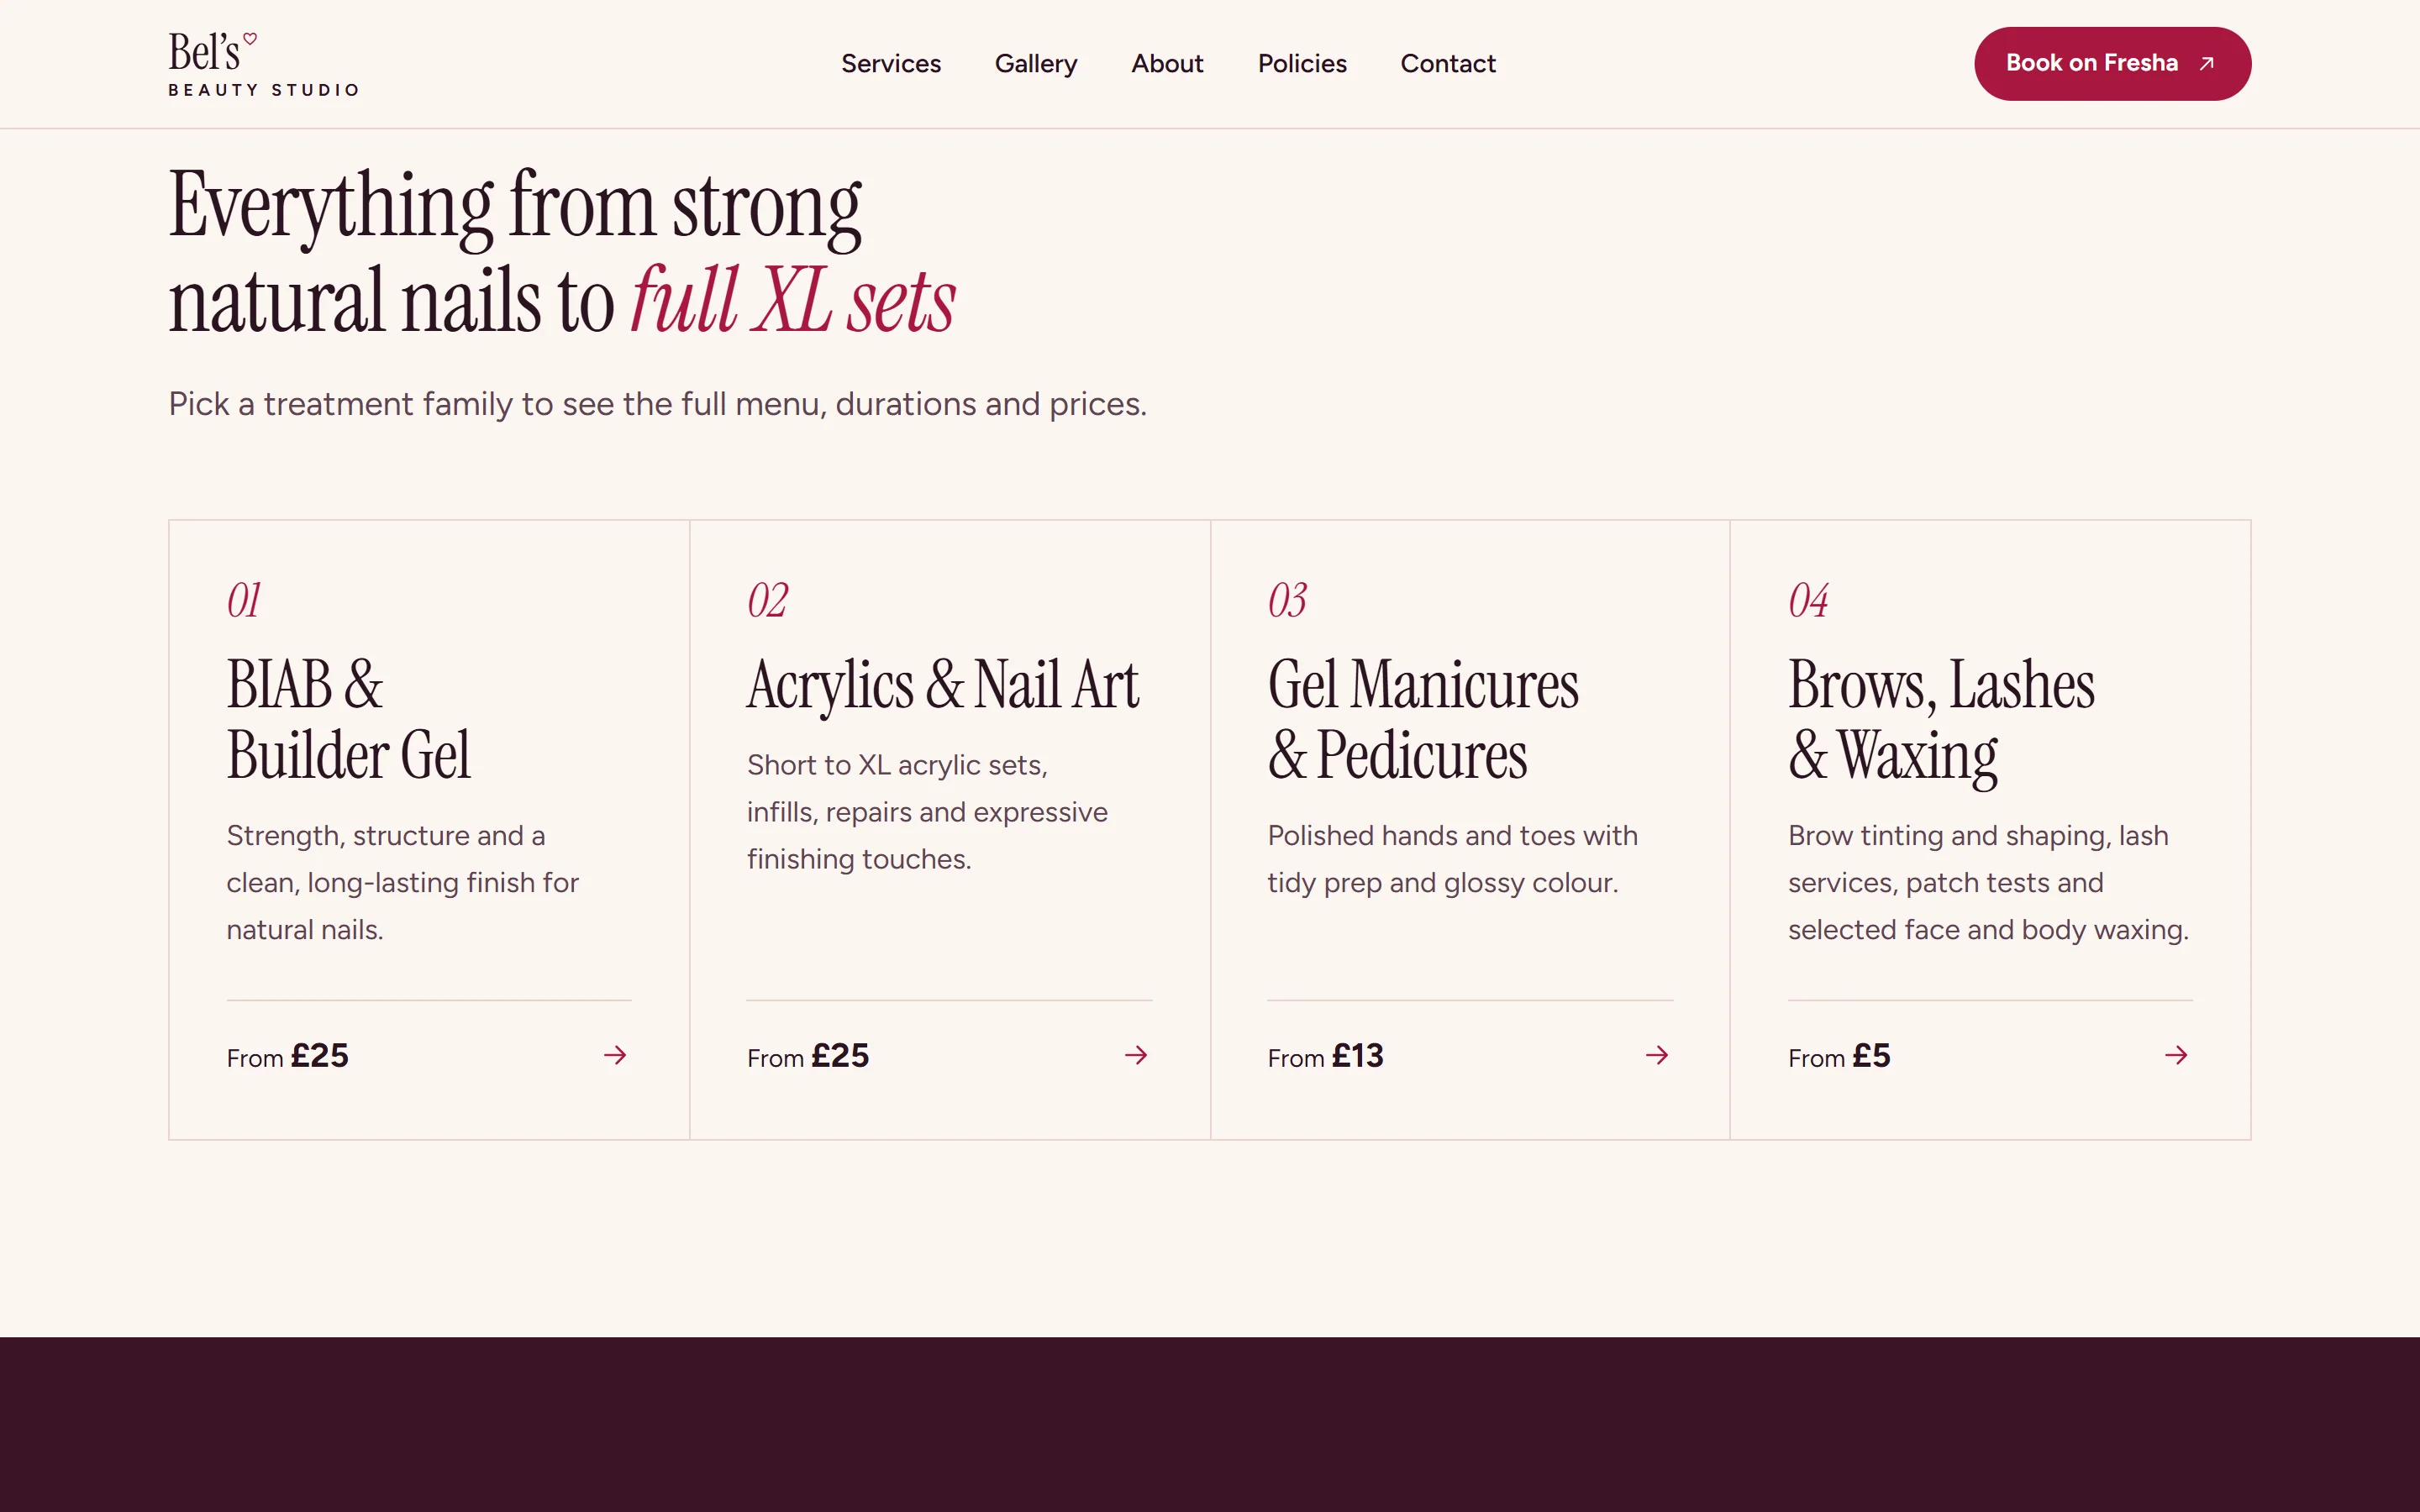 Bel’s
BEAUTY STUDIO
Services
Gallery
About
Policies
Contact
Book on Fresha
Everything from strong
natural nails to full XL sets
Pick a treatment family to see the full menu, durations and prices.
01
BIAB &
Builder Gel
Strength, structure and a
clean, long-lasting finish for
natural nails.
From £25
02
Acrylics & Nail Art
Short to XL acrylic sets,
infills, repairs and expressive
finishing touches.
From £25
03
Gel Manicures
& Pedicures
Polished hands and toes with
tidy prep and glossy colour.
From £13
04
Brows, Lashes
& Waxing
Brow tinting and shaping, lash
services, patch tests and
selected face and body waxing.
From £5